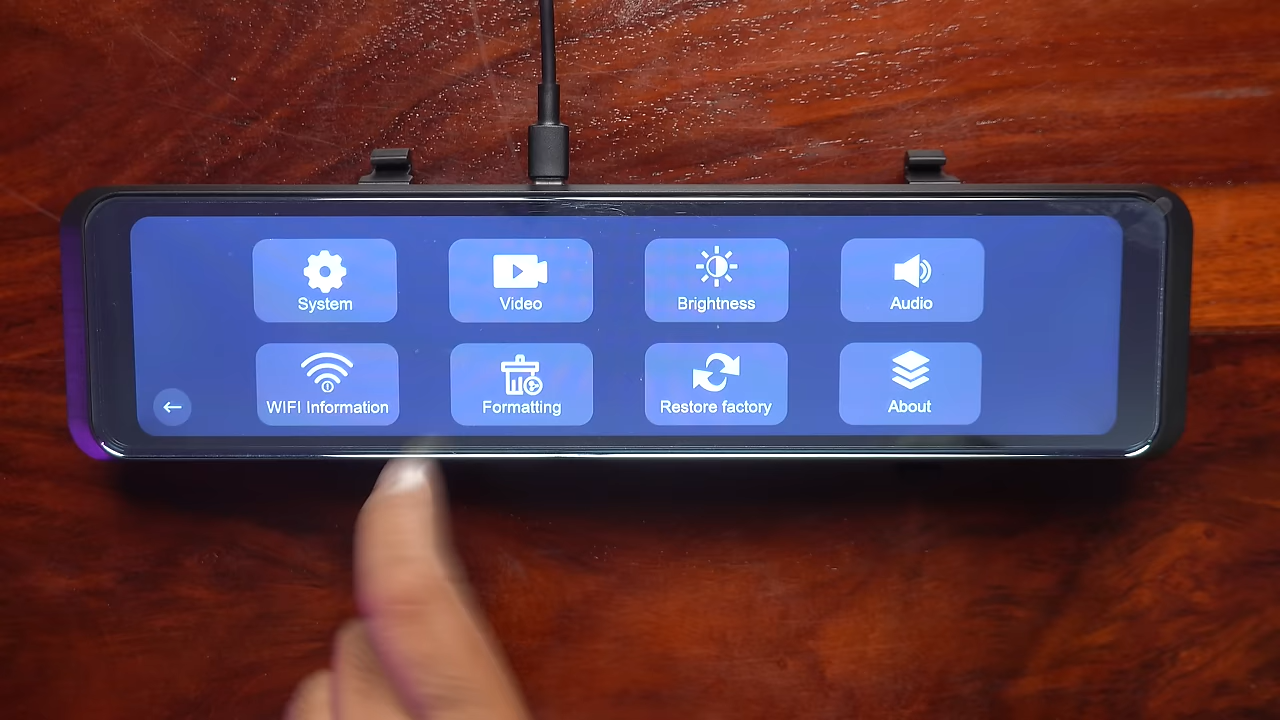 System
Video
Brightness
Audio
WIFI Information
Formatting
Restore factory
About